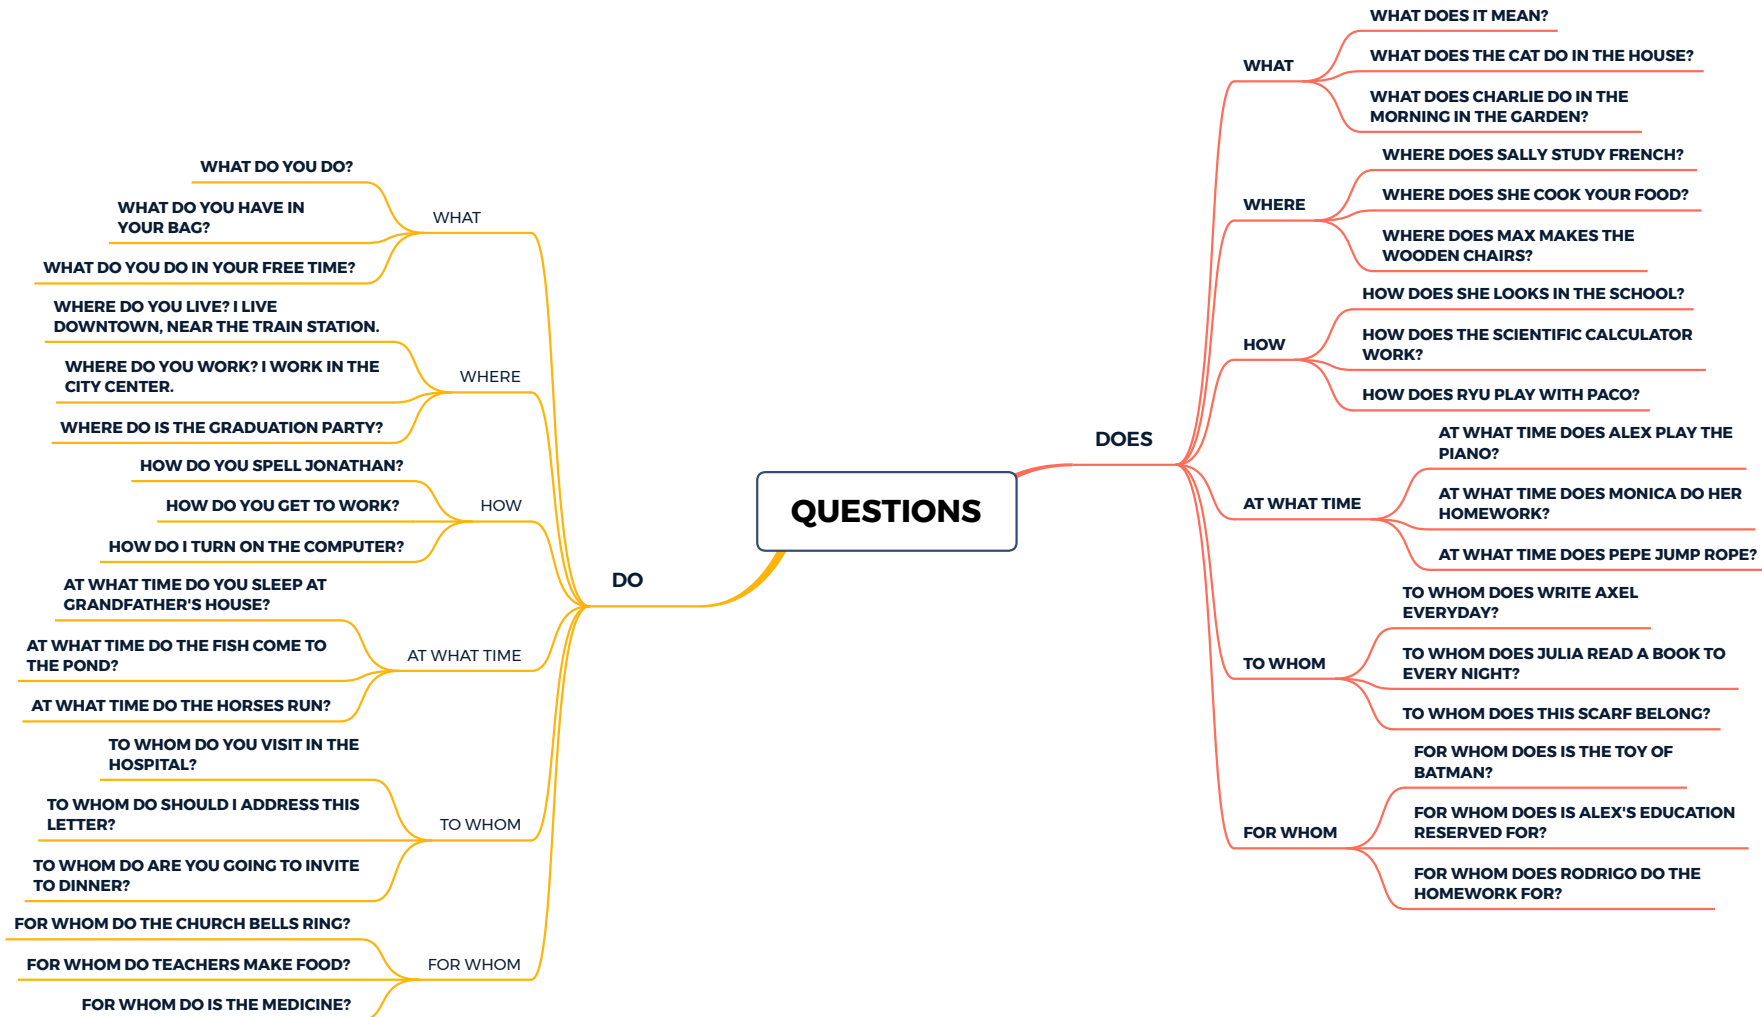 QUESTIONS
DO
WHAT
WHAT DO YOU DO?
WHAT DO YOU HAVE IN
YOUR BAG?
WHAT DO YOU DO IN YOUR FREE TIME?
WHERE
WHERE DO YOU LIVE? I LIVE
DOWNTOWN, NEAR THE TRAIN STATION.
WHERE DO YOU WORK? I WORK IN THE
CITY CENTER.
WHERE DO IS THE GRADUATION PARTY?
HOW
HOW DO YOU SPELL JONATHAN?
HOW DO YOU GET TO WORK?
HOW DO I TURN ON THE COMPUTER?
AT WHAT TIME
AT WHAT TIME DO YOU SLEEP AT
GRANDFATHER'S HOUSE?
AT WHAT TIME DO THE FISH COME TO
THE POND?
AT WHAT TIME DO THE HORSES RUN?
TO WHOM
TO WHOM DO YOU VISIT IN THE
HOSPITAL?
TO WHOM DO SHOULD I ADDRESS THIS
LETTER?
TO WHOM DO ARE YOU GOING TO INVITE
TO DINNER?
FOR WHOM
FOR WHOM DO THE CHURCH BELLS RING?
FOR WHOM DO TEACHERS MAKE FOOD?
FOR WHOM DO IS THE MEDICINE?
DOES
WHAT
WHAT DOES IT MEAN?
WHAT DOES THE CAT DO IN THE HOUSE?
WHAT DOES CHARLIE DO IN THE
MORNING IN THE GARDEN?
WHERE
WHERE DOES SALLY STUDY FRENCH?
WHERE DOES SHE COOK YOUR FOOD?
WHERE DOES MAX MAKES THE
WOODEN CHAIRS?
HOW
HOW DOES SHE LOOKS IN THE SCHOOL?
HOW DOES THE SCIENTIFIC CALCULATOR
WORK?
HOW DOES RYU PLAY WITH PACO?
AT WHAT TIME
AT WHAT TIME DOES ALEX PLAY THE
PIANO?
AT WHAT TIME DOES MONICA DO HER
HOMEWORK?
AT WHAT TIME DOES PEPE JUMP ROPE?
TO WHOM
TO WHOM DOES WRITE AXEL
EVERYDAY?
TO WHOM DOES JULIA READ A BOOK TO
EVERY NIGHT?
TO WHOM DOES THIS SCARF BELONG?
FOR WHOM
FOR WHOM DOES IS THE TOY OF
BATMAN?
FOR WHOM DOES IS ALEX'S EDUCATION
RESERVED FOR?
FOR WHOM DOES RODRIGO DO THE
HOMEWORK FOR?